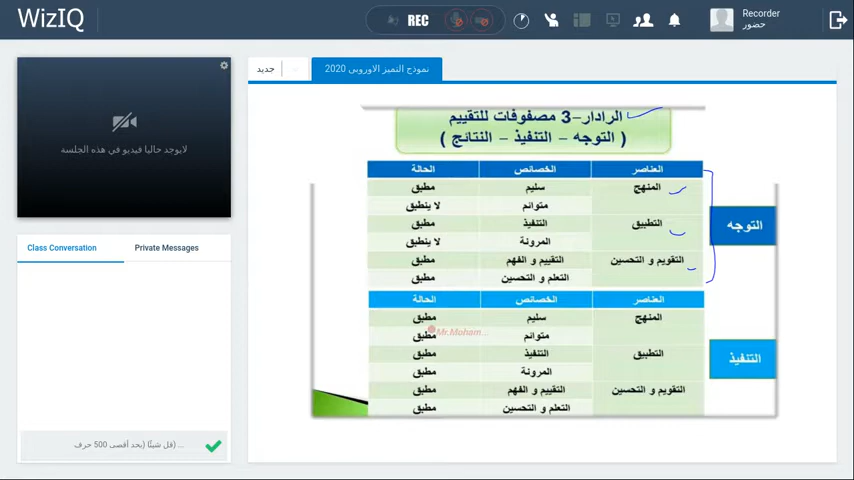 WizIQ
REC
Recorder
حضور
جديد
نموذج التميز الاوروبي 2020
لايوجد حاليا فيديو في هذه الجلسة
Class Conversation
Private Messages
قل شيئًا (بحد أقصى 500 حرف) ...
الرادار–3 مصفوفات للتقييم
( التوجه – التنفيذ – النتائج )
العناصر الخصائص الحالة
المنهج سليم مطبق
متوائم لا ينطبق
التطبيق التنفيذ مطبق
المرونة لا ينطبق
التقويم و التحسين التقييم و الفهم مطبق
التعلم و التحسين مطبق
التوجه
العناصر الخصائص الحالة
المنهج سليم مطبق
متوائم مطبق
Mr.Moham...
التطبيق التنفيذ مطبق
المرونة مطبق
التقويم و التحسين التقييم و الفهم مطبق
التعلم و التحسين مطبق
التنفيذ